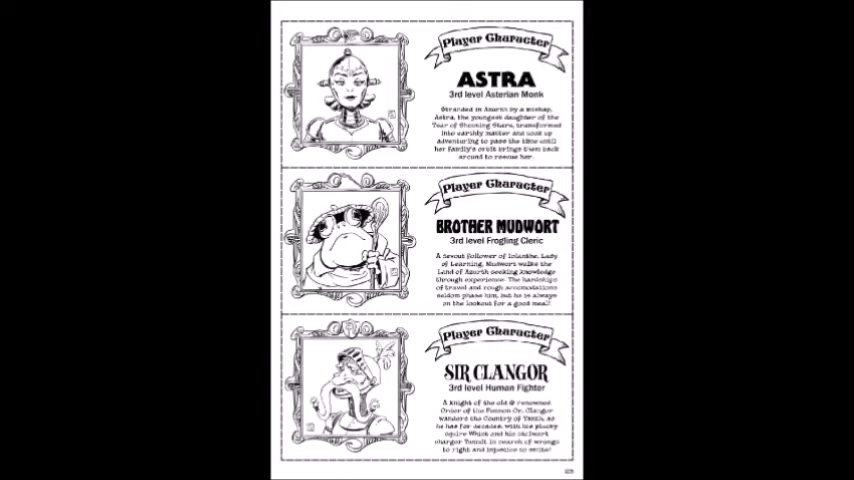 Player Character
ASTRA
3rd level Asterian Monk
Stranded in Azurth by a mishap,
Astra, the youngest daughter of the
Tsar of Shooting Stars, transformed
into earthly matter and took up
adventuring to pass the time until
her family's orbit brings them back
around to rescue her.
Player Character
BROTHER MUDWORT
3rd level Frogling Cleric
A devout follower of Iolanthe, Lady
of Learning, Mudwort walks the
Land of Azurth seeking knowledge
through experience. The hardships
of travel and rough accomodations
seldom phase him, but he is always
on the lookout for a good meal!
Player Character
SIR CLANGOR
3rd level Human Fighter
A knight of the old & renowned
Order of the Clangor
wanders the Country of as
he has for decades, with his plucky
squire and his stalwart
charger in search of wrongs
to right and injustice to smite!